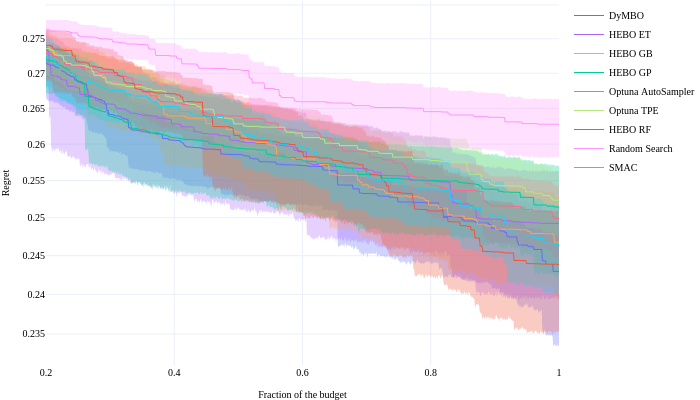 0.275
0.27
0.265
0.26
0.255
0.25
0.245
0.24
0.235
Regret
0.2
0.4
0.6
0.8
1
Fraction of the budget
DyMBO
HEBO ET
HEBO GB
HEBO GP
Optuna AutoSampler
Optuna TPE
HEBO RF
Random Search
SMAC